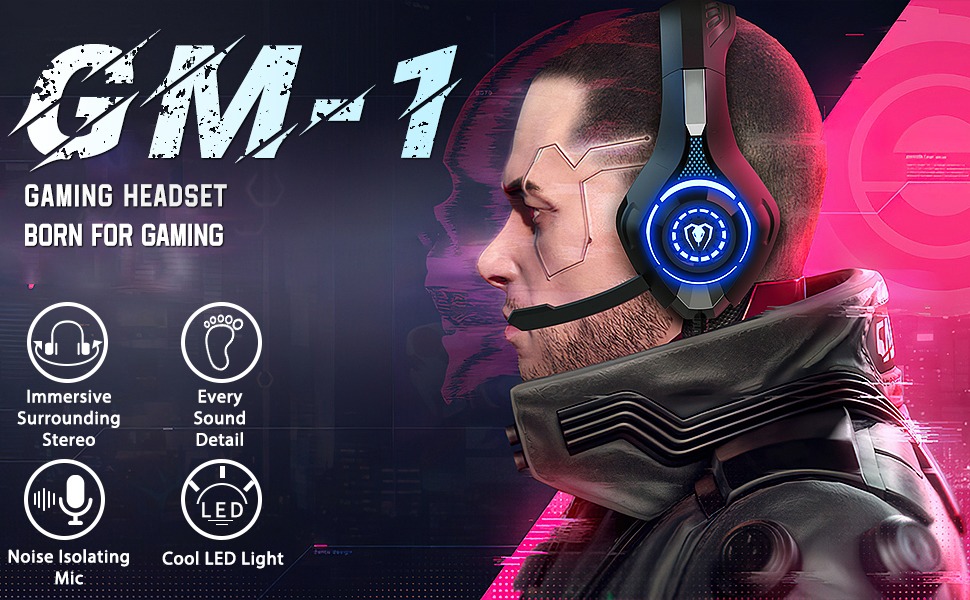 GM-1
GAMING HEADSET
BORN FOR GAMING
Immersive
Surrounding
Stereo
Every
Sound
Detail
LED
Noise Isolating
Mic
Cool LED Light